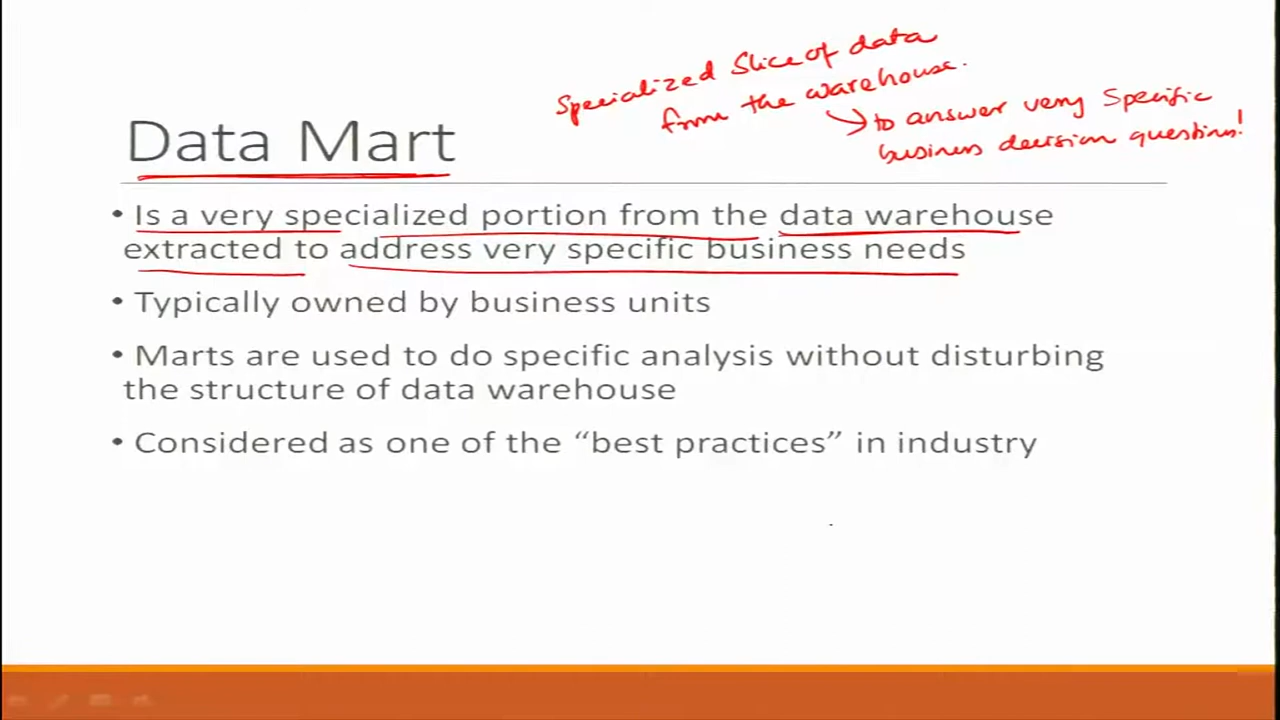 Specialized Slice of data
from the warehouse.
→ to answer very Specific
business decision questions!
Data Mart
• Is a very specialized portion from the data warehouse
extracted to address very specific business needs
• Typically owned by business units
• Marts are used to do specific analysis without disturbing
the structure of data warehouse
• Considered as one of the “best practices” in industry